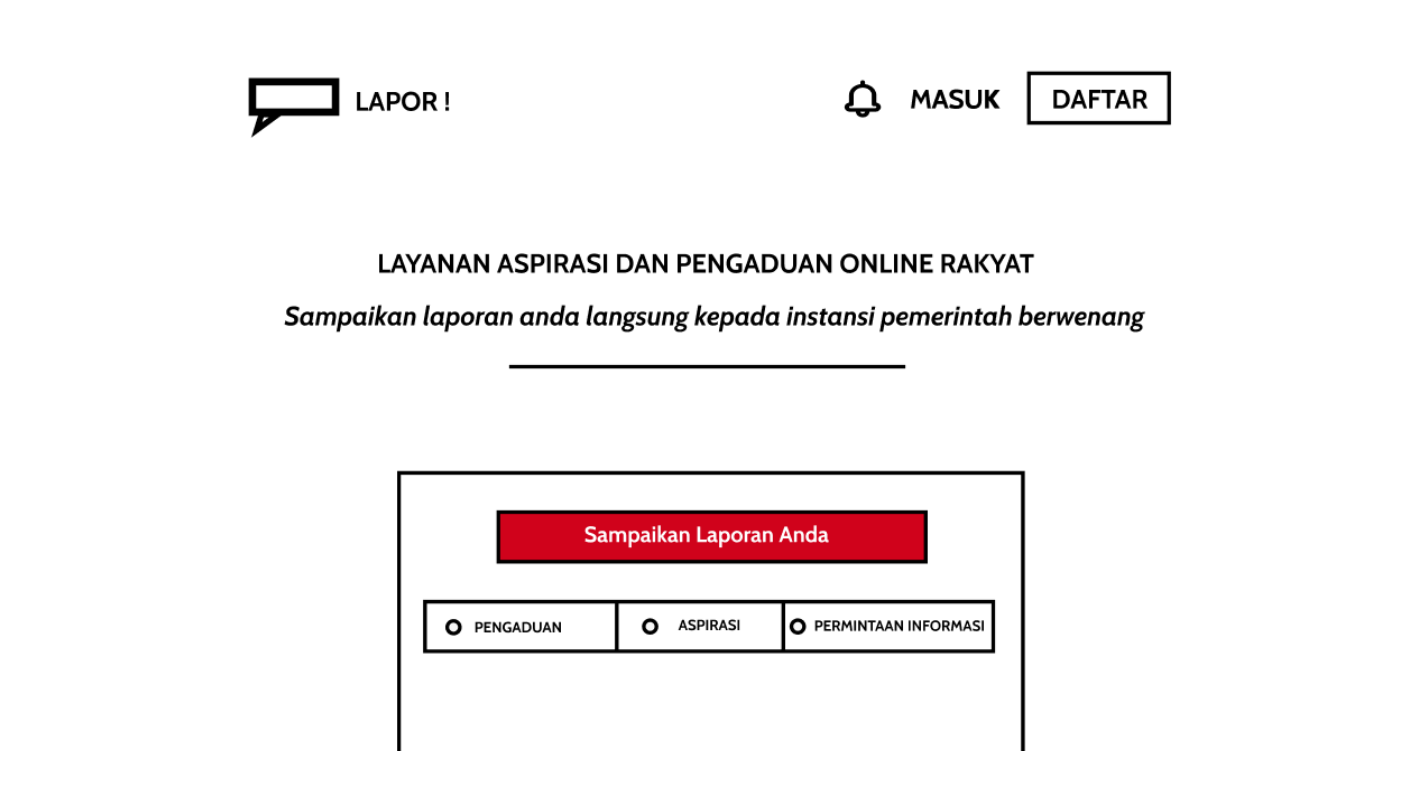 LAPOR !
MASUK
DAFTAR
LAYANAN ASPIRASI DAN PENGADUAN ONLINE RAKYAT
Sampaikan laporan anda langsung kepada instansi pemerintah berwenang
Sampaikan Laporan Anda
PENGADUAN
ASPIRASI
PERMINTAAN INFORMASI